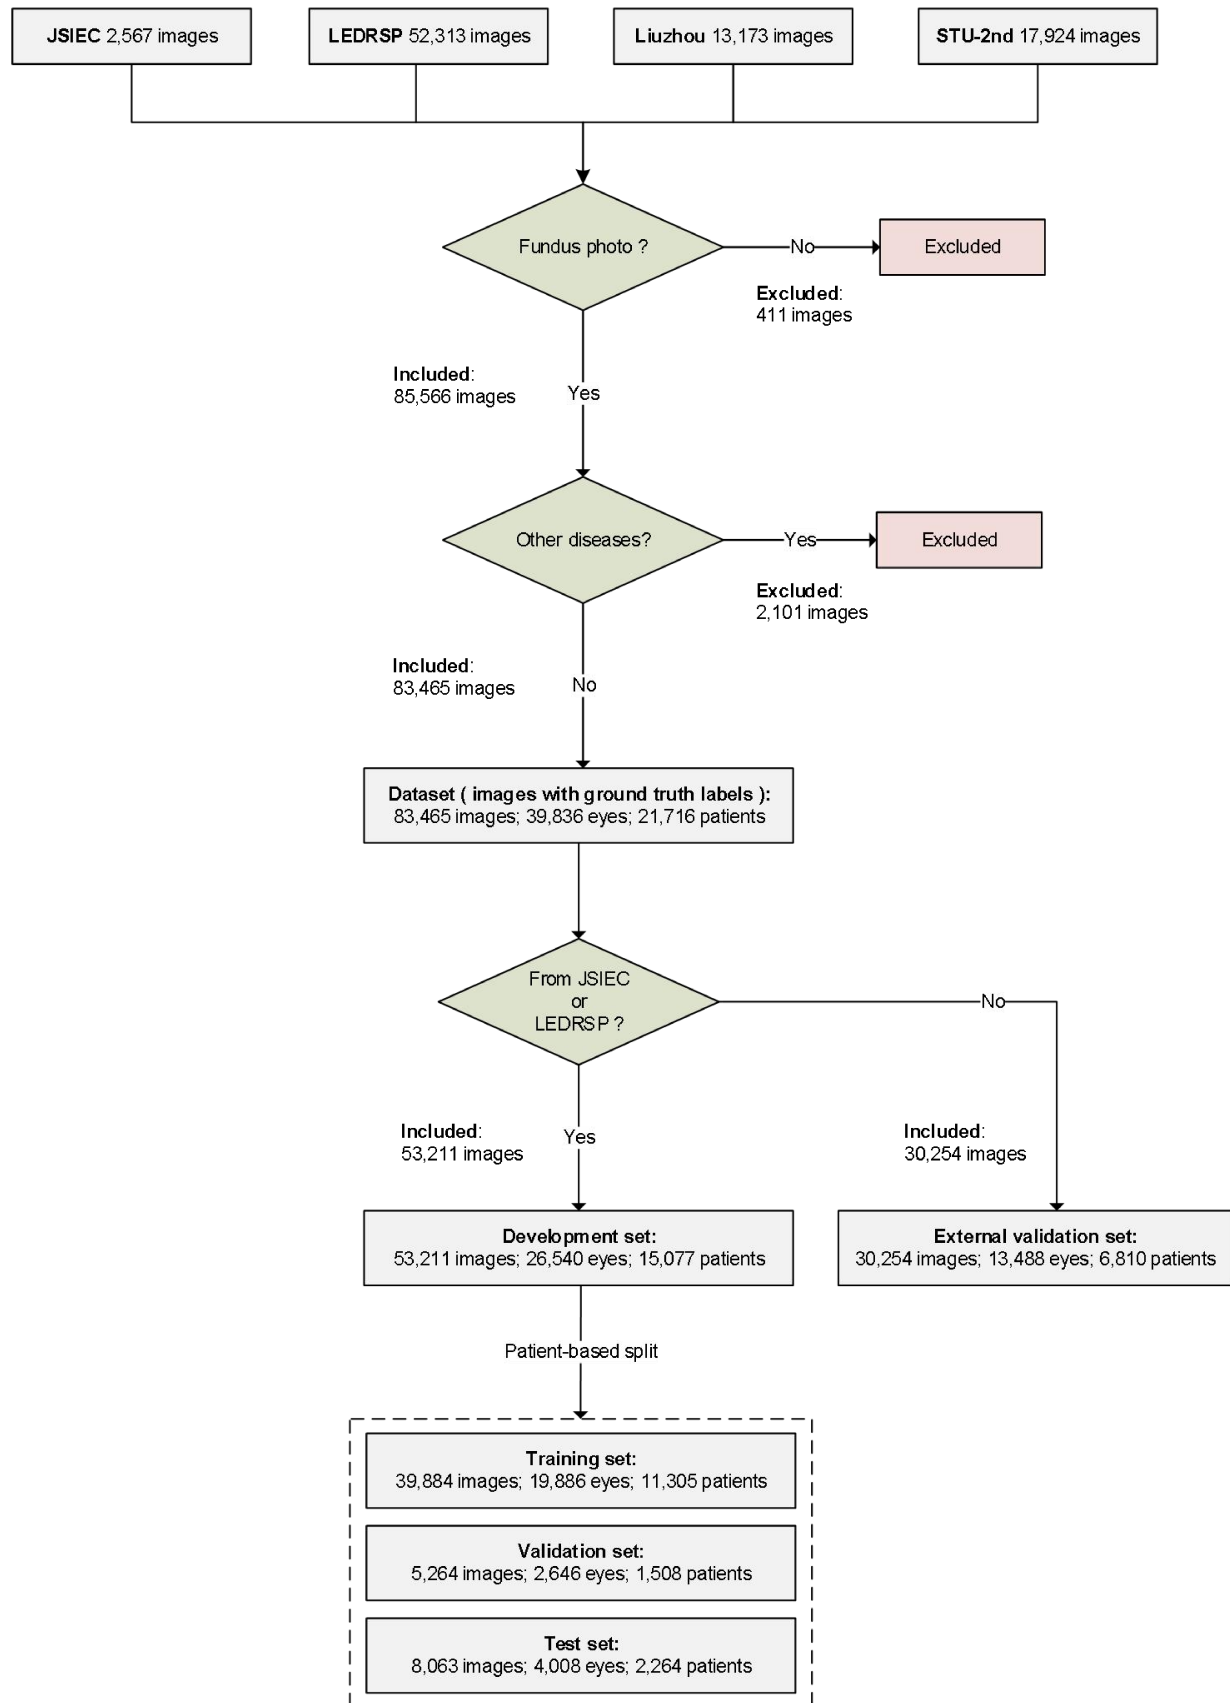 JSIEC 2,567 images
LEDRSP 52,313 images
Liuzhou 13,173 images
STU-2nd 17,924 images
Fundus photo ?
No
Excluded
Excluded:
411 images
Included:
85,566 images
Yes
Other diseases?
Yes
Excluded
Excluded:
2,101 images
Included:
83,465 images
No
Dataset ( images with ground truth labels ):
83,465 images; 39,836 eyes; 21,716 patients
From JSIEC
or
LEDRSP ?
No
Included:
53,211 images
Yes
Included:
30,254 images
Development set:
53,211 images; 26,540 eyes; 15,077 patients
External validation set:
30,254 images; 13,488 eyes; 6,810 patients
Patient-based split
Training set:
39,884 images; 19,886 eyes; 11,305 patients
Validation set:
5,264 images; 2,646 eyes; 1,508 patients
Test set:
8,063 images; 4,008 eyes; 2,264 patients